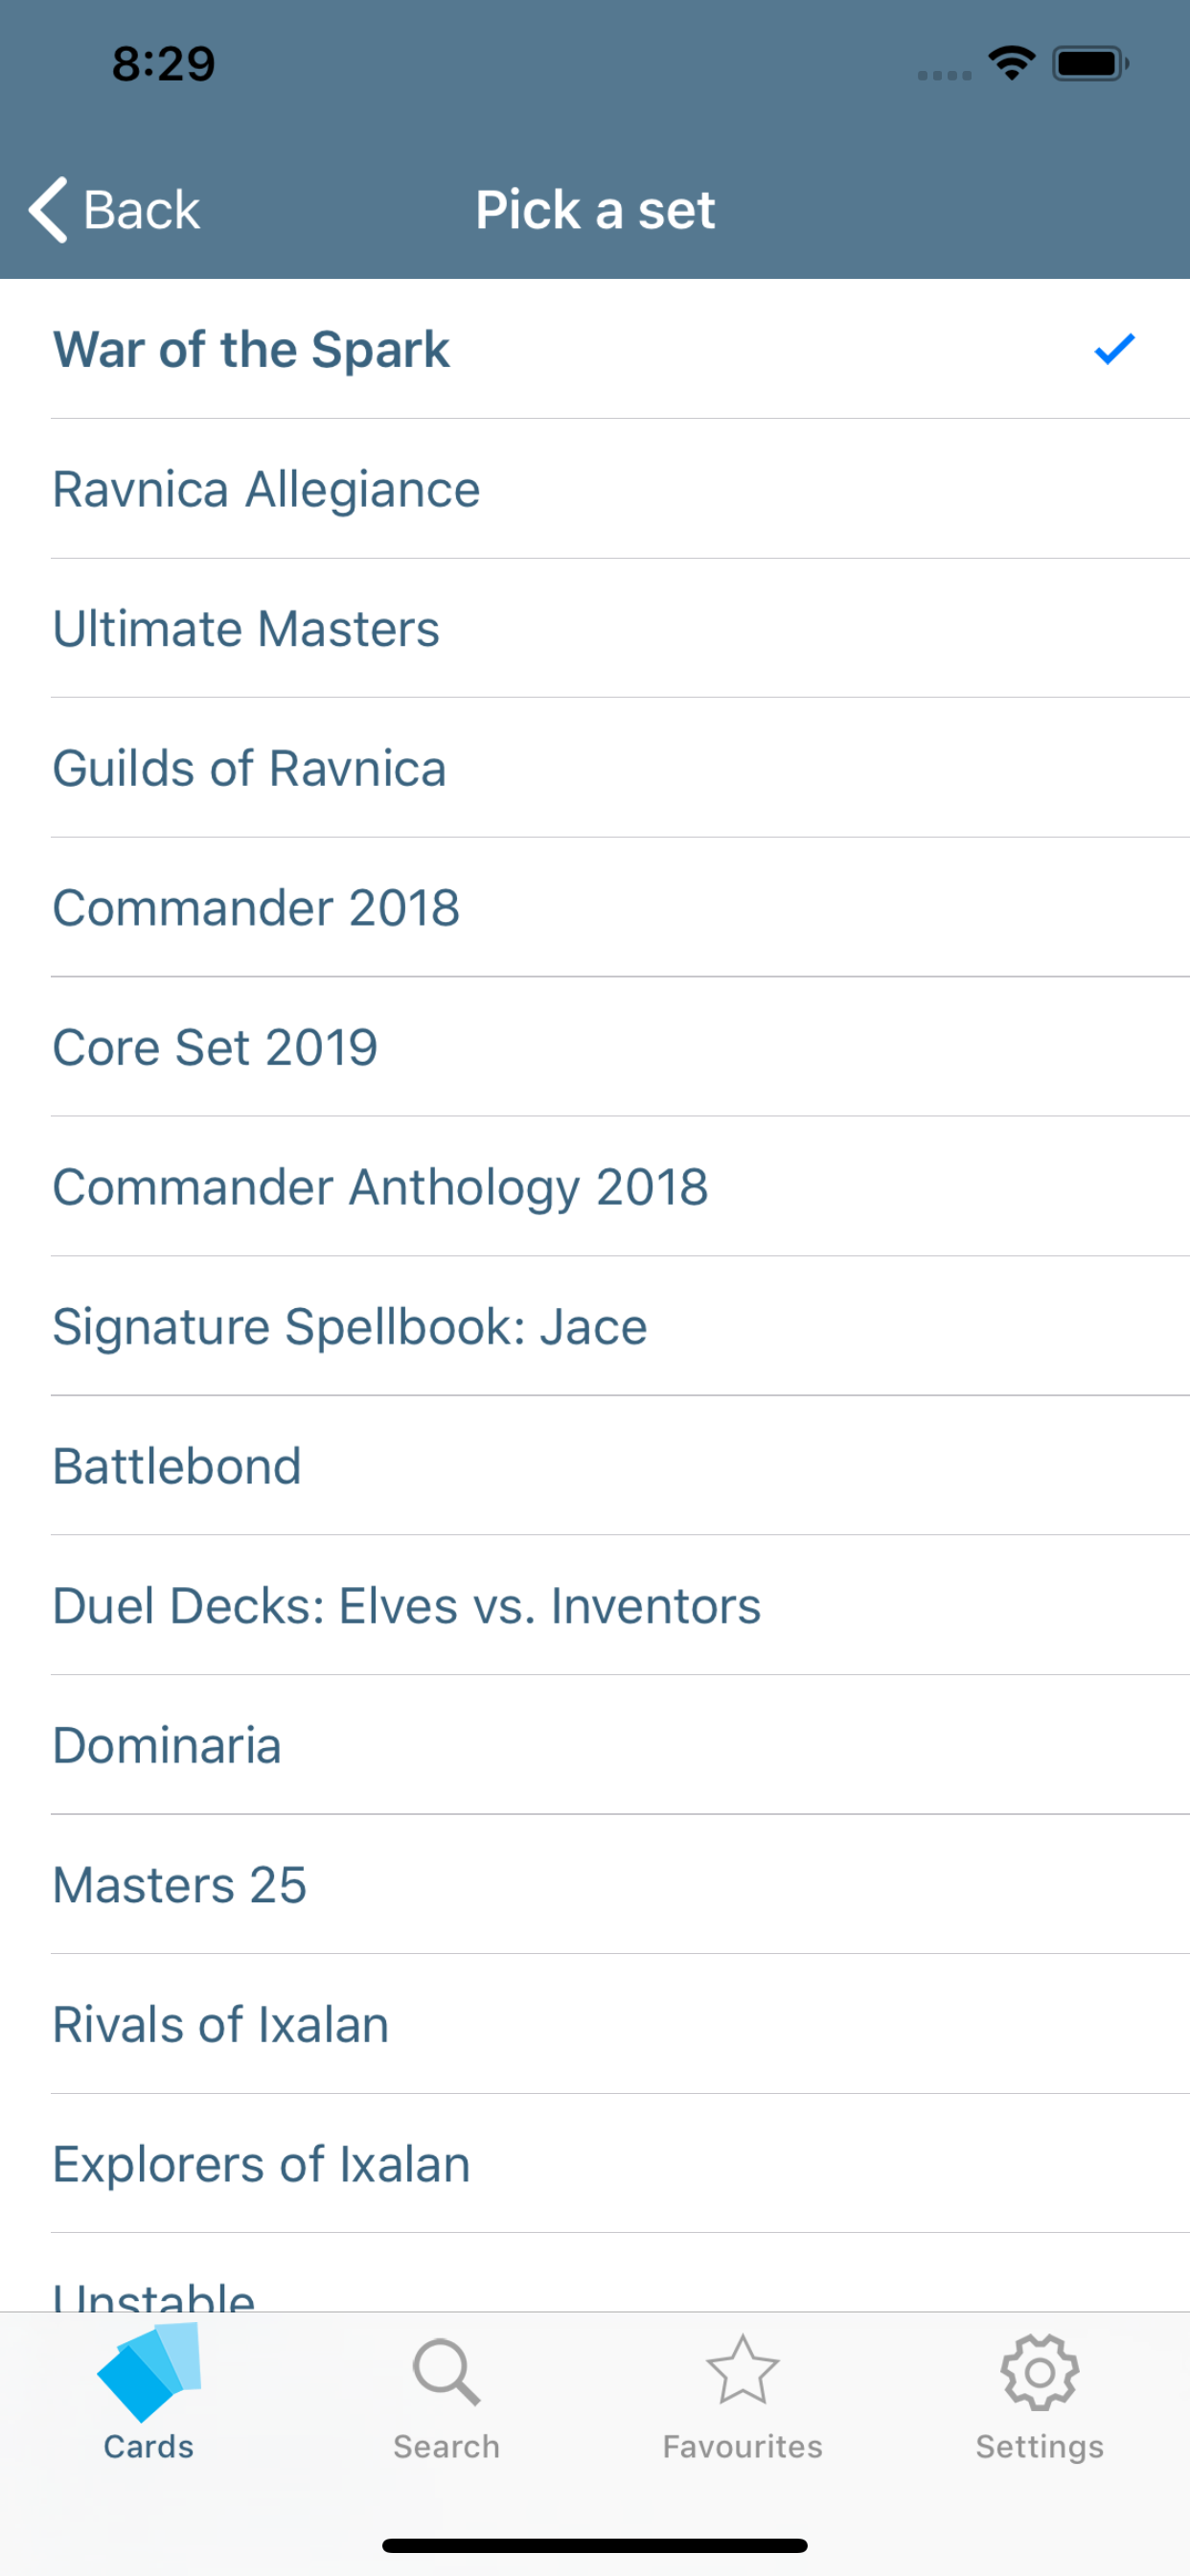 8:29
Back
Pick a set
War of the Spark
Ravnica Allegiance
Ultimate Masters
Guilds of Ravnica
Commander 2018
Core Set 2019
Commander Anthology 2018
Signature Spellbook: Jace
Battlebond
Duel Decks: Elves vs. Inventors
Dominaria
Masters 25
Rivals of Ixalan
Explorers of Ixalan
Unstable
Cards
Search
Favourites
Settings